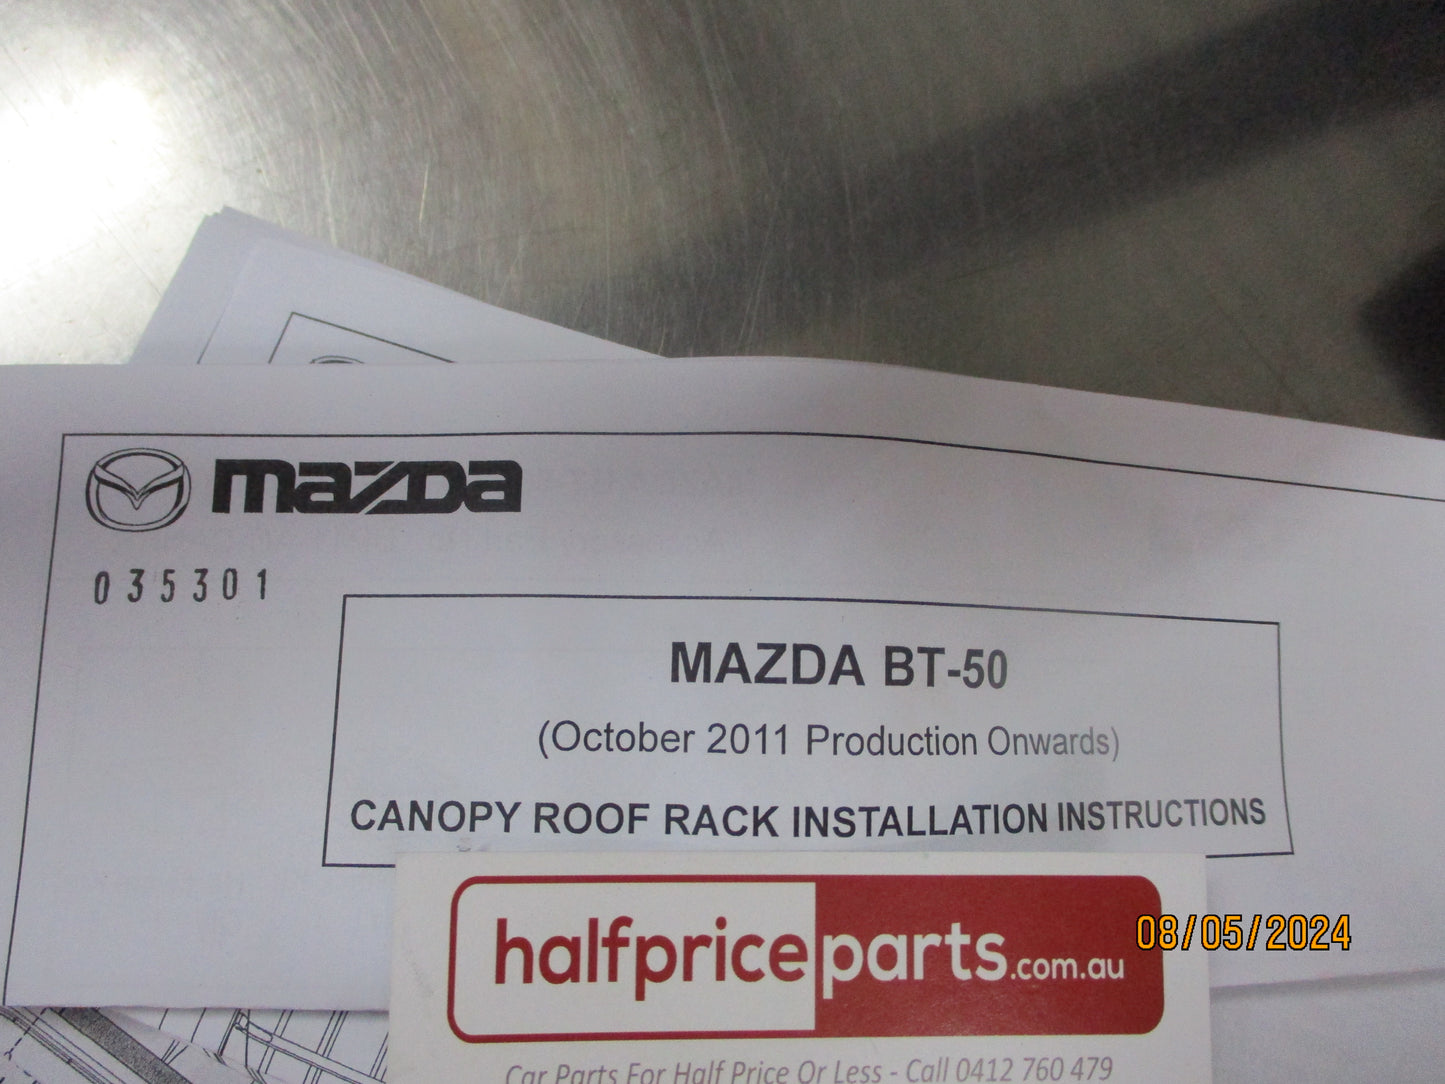 mazda
035301
MAZDA BT-50
(October 2011 Production Onwards)
CANOPY ROOF RACK INSTALLATION INSTRUCTIONS
halfpriceparts.com.au
08/05/2024
Car Parts For Half Price Or Less - Call 0412 760 479